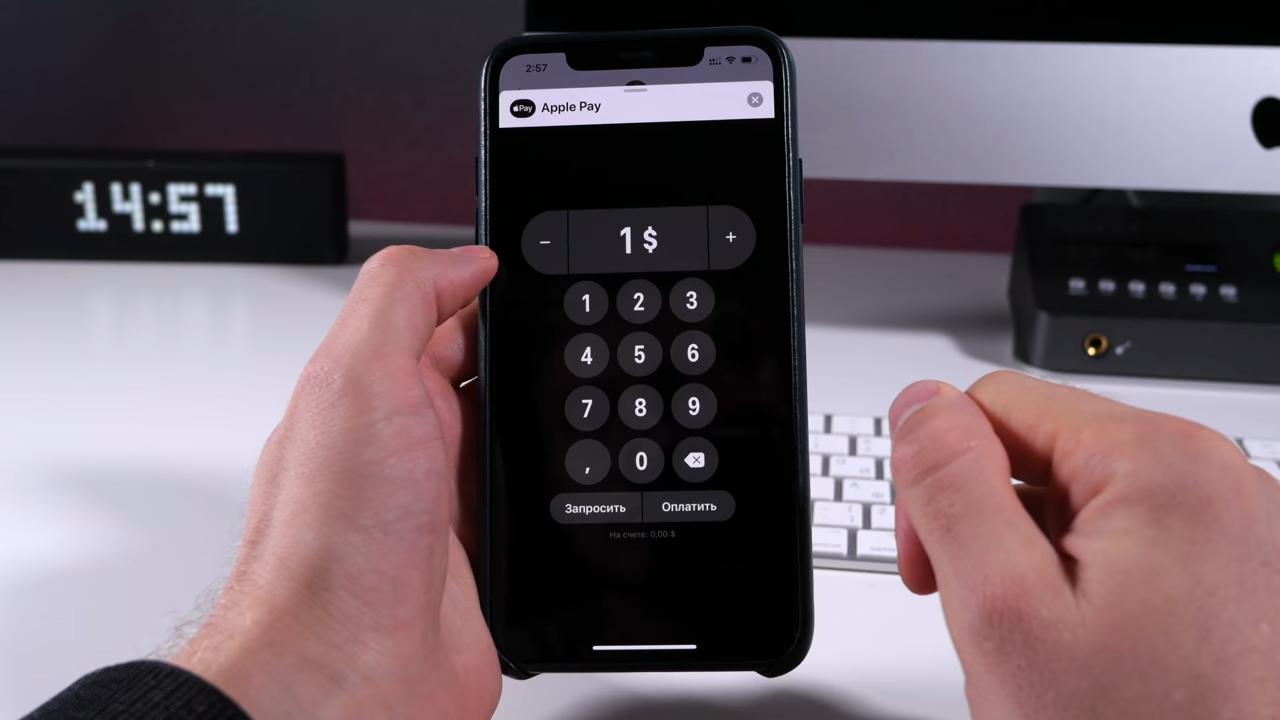 2:57
Pay Apple Pay
14:57
− 1 $ +
1 2 3
4 5 6
7 8 9
, 0
Запросить Оплатить
На счете: 0,00 $